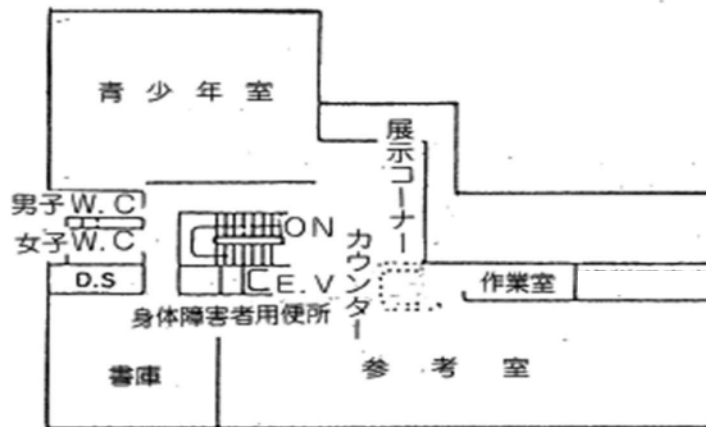 青少年室
展示コーナー
男子W.C
女子W.C
ON
カウンター
D.S
E.V
作業室
身体障害者用便所
参考室
書庫